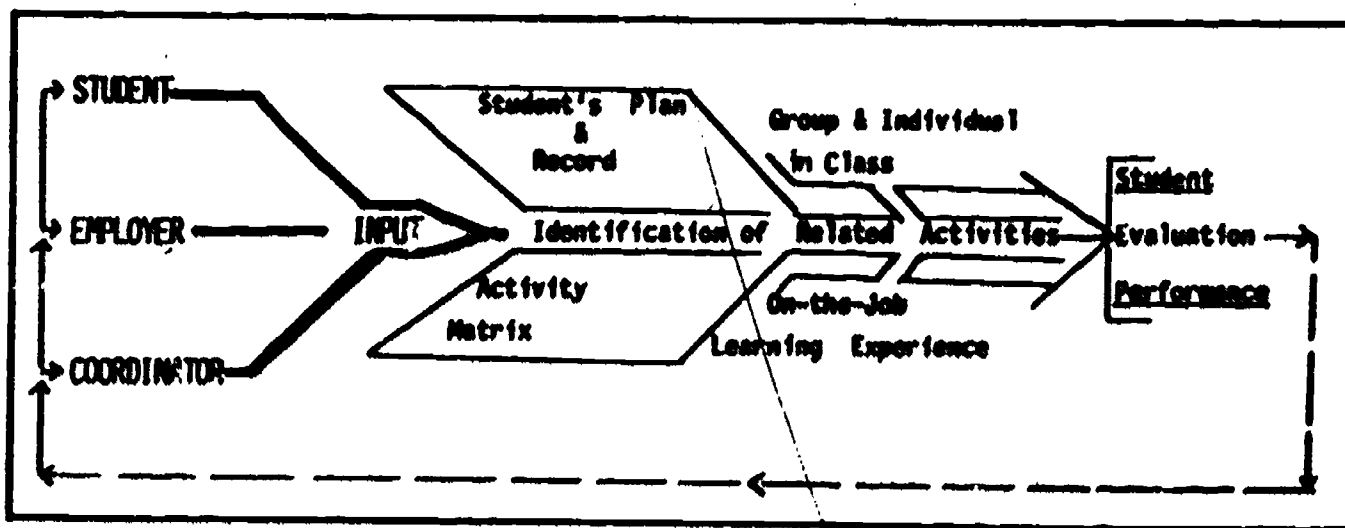 STUDENT
EMPLOYER
COORDINATOR
INPUT
Student's Plan
&
Record
Identification of Related Activities
Activity
Matrix
Group & Individual
in Class
On-the-Job
Learning Experience
Student
Evaluation
Performance